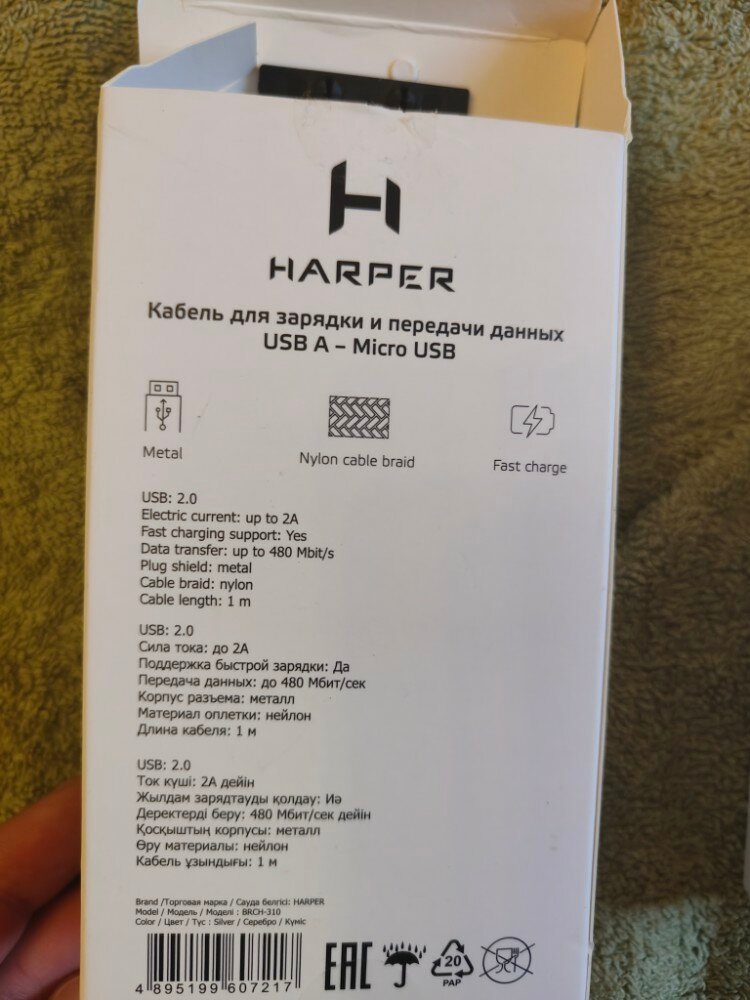 HARPER
Кабель для зарядки и передачи данных
USB A – Micro USB
Metal
Nylon cable braid
Fast charge
USB: 2.0
Electric current: up to 2A
Fast charging support: Yes
Data transfer: up to 480 Mbit/s
Plug shield: metal
Cable braid: nylon
Cable length: 1 m
USB: 2.0
Сила тока: до 2А
Поддержка быстрой зарядки: Да
Передача данных: до 480 Мбит/сек
Корпус разъема: металл
Материал оплетки: нейлон
Длина кабеля: 1 м
USB: 2.0
Ток күші: 2А дейін
Жылдам зарядтауды қолдау: Иә
Деректерді беру: 480 Мбит/сек дейін
Қосқыштың корпусы: металл
Өру материалы: нейлон
Кабель ұзындығы: 1 м
Brand /Торговая марка / Сауда белгісі: HARPER
Model / Модель / Моделі : BRCH-310
Color / Цвет / Түс : Silver / Серебро / Күміс
4 895199 607217
EAC
20
PAP